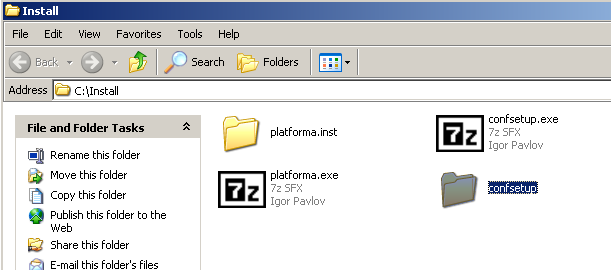 Install
File Edit View Favorites Tools Help
Back Search Folders
Address C:\Install
File and Folder Tasks
Rename this folder
Move this folder
Copy this folder
Publish this folder to the
Web
Share this folder
E-mail this folder's files
platforma.inst
7z
confsetup.exe
7z SFX
Igor Pavlov
7z
platforma.exe
7z SFX
Igor Pavlov
confsetup